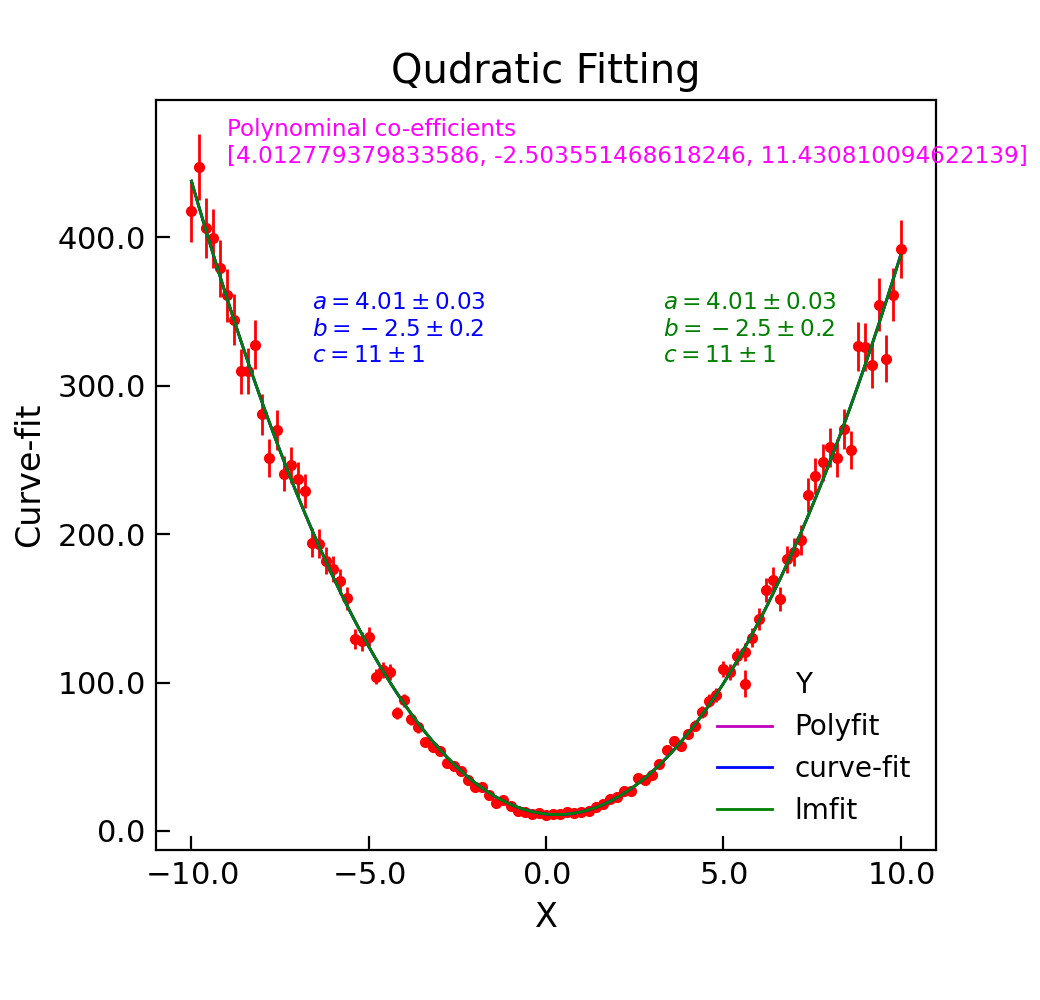 Qudratic Fitting
Polynominal co-efficients
[4.012779379833586, -2.503551468618246, 11.430810094622139]
400.0
300.0
200.0
100.0
0.0
Curve-fit
a = 4.01 ± 0.03
b = −2.5 ± 0.2
c = 11 ± 1
a = 4.01 ± 0.03
b = −2.5 ± 0.2
c = 11 ± 1
Y
Polyfit
curve-fit
lmfit
−10.0 −5.0 0.0 5.0 10.0
X